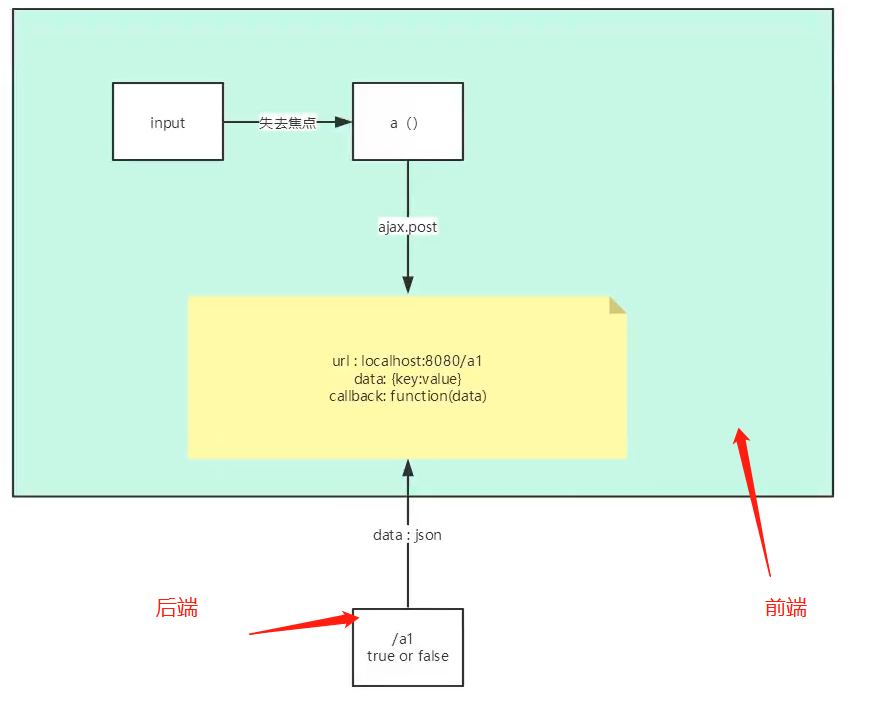 input
失去焦点
a（）
ajax.post
url : localhost:8080/a1
data: {key:value}
callback: function(data)
data : json
后端
前端
/a1
true or false